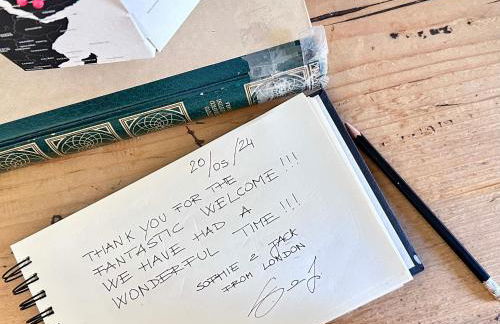 20/05/24
THANK YOU FOR THE
FANTASTIC WELCOME!!!
WE HAVE HAD A
WONDERFUL TIME!!!
SOPHIE & JACK
FROM LONDON